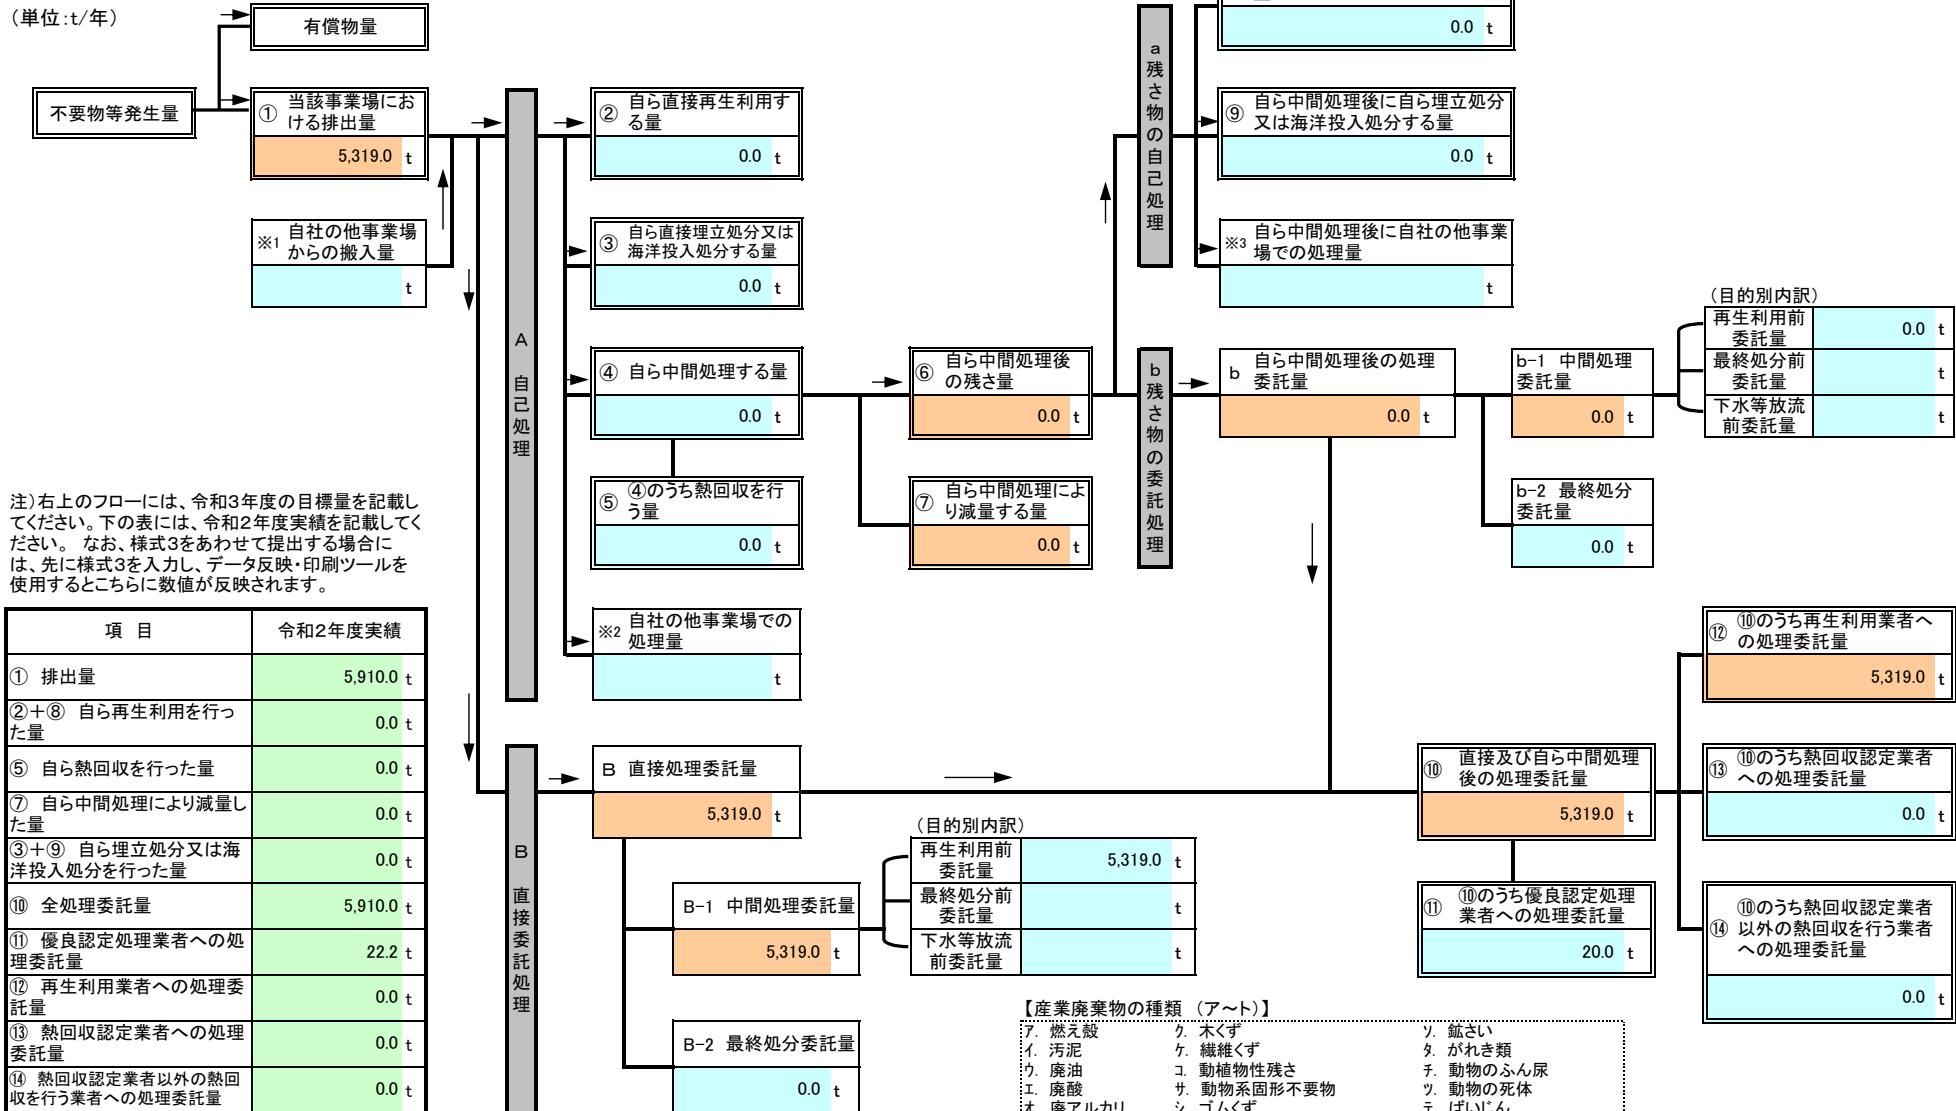 （単位:t/年）
有償物量
不要物等発生量
① 当該事業場にお
ける排出量
5,319.0 t
※1 自社の他事業場
からの搬入量
t
A 自己処理
② 自ら直接再生利用す
る量
0.0 t
③ 自ら直接埋立処分又は
海洋投入処分する量
0.0 t
④ 自ら中間処理する量
0.0 t
⑤ ④のうち熱回収を行
う量
0.0 t
※2 自社の他事業場での
処理量
t
⑥ 自ら中間処理後
の残さ量
0.0 t
⑦ 自ら中間処理によ
り減量する量
0.0 t
a 残さ物の自己処理
0.0 t
⑨ 自ら中間処理後に自ら埋立処分
又は海洋投入処分する量
0.0 t
※3 自ら中間処理後に自社の他事業
場での処理量
t
b 残さ物の委託処理
b 自ら中間処理後の処理
委託量
0.0 t
b-1 中間処理
委託量
0.0 t
（目的別内訳）
再生利用前
委託量
0.0 t
最終処分前
委託量
t
下水等放流
前委託量
t
b-2 最終処分
委託量
0.0 t
注）右上のフローには、令和3年度の目標量を記載し
てください。下の表には、令和2年度実績を記載してく
ださい。 なお、様式3をあわせて提出する場合に
は、先に様式3を入力し、データ反映・印刷ツールを
使用するとこちらに数値が反映されます。
項 目 令和2年度実績
① 排出量 5,910.0 t
②＋⑧ 自ら再生利用を行っ
た量
0.0 t
⑤ 自ら熱回収を行った量 0.0 t
⑦ 自ら中間処理により減量し
た量
0.0 t
③＋⑨ 自ら埋立処分又は海
洋投入処分を行った量
0.0 t
⑩ 全処理委託量 5,910.0 t
⑪ 優良認定処理業者への処
理委託量
22.2 t
⑫ 再生利用業者への処理委
託量
0.0 t
⑬ 熱回収認定業者への処理
委託量
0.0 t
⑭ 熱回収認定業者以外の熱回
収を行う業者への処理委託量
0.0 t
B 直接委託処理
B 直接処理委託量
5,319.0 t
B-1 中間処理委託量
5,319.0 t
（目的別内訳）
再生利用前
委託量
5,319.0 t
最終処分前
委託量
t
下水等放流
前委託量
t
B-2 最終処分委託量
0.0 t
⑩ 直接及び自ら中間処理
後の処理委託量
5,319.0 t
⑪ ⑩のうち優良認定処理
業者への処理委託量
20.0 t
⑫ ⑩のうち再生利用業者へ
の処理委託量
5,319.0 t
⑬ ⑩のうち熱回収認定業者
への処理委託量
0.0 t
⑭ ⑩のうち熱回収認定業者
以外の熱回収を行う業者
への処理委託量
0.0 t
【産業廃棄物の種類 （ア～ト）】
ア. 燃え殻 ク. 木くず ソ. 鉱さい
イ. 汚泥 ケ. 繊維くず タ. がれき類
ウ. 廃油 コ. 動植物性残さ チ. 動物のふん尿
エ. 廃酸 サ. 動物系固形不要物 ツ. 動物の死体
オ. 廃アルカリ シ. ゴムくず テ. ばいじん